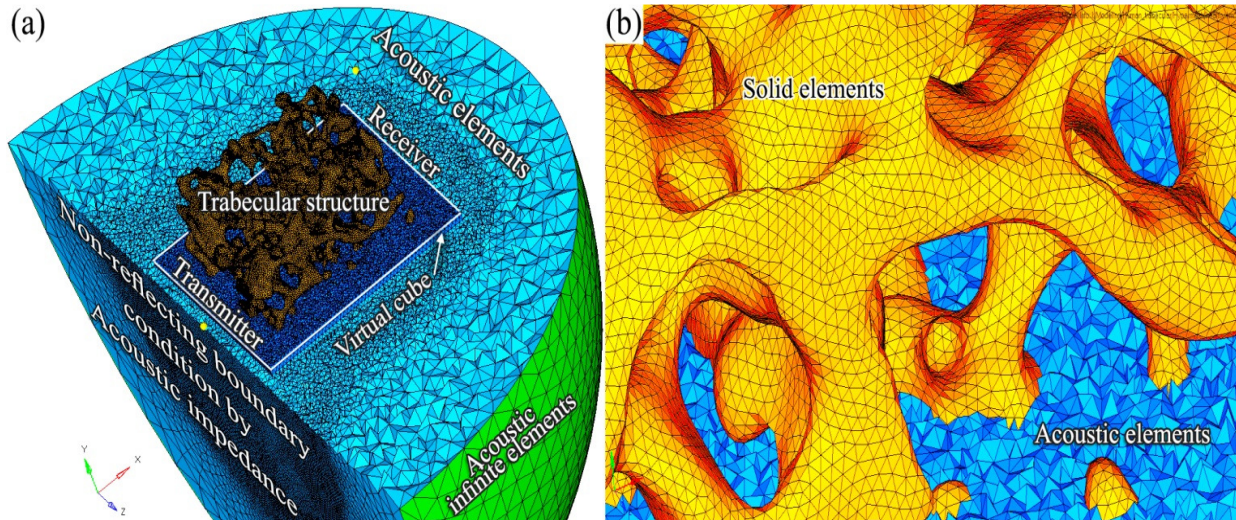 (a)
Acoustic elements
Receiver
Trabecular structure
Transmitter
Virtual cube
Non-reflecting boundary
condition by
Acoustic impedance
Acoustic
infinite elements
Y
X
Z
(b)
Solid elements
Acoustic elements